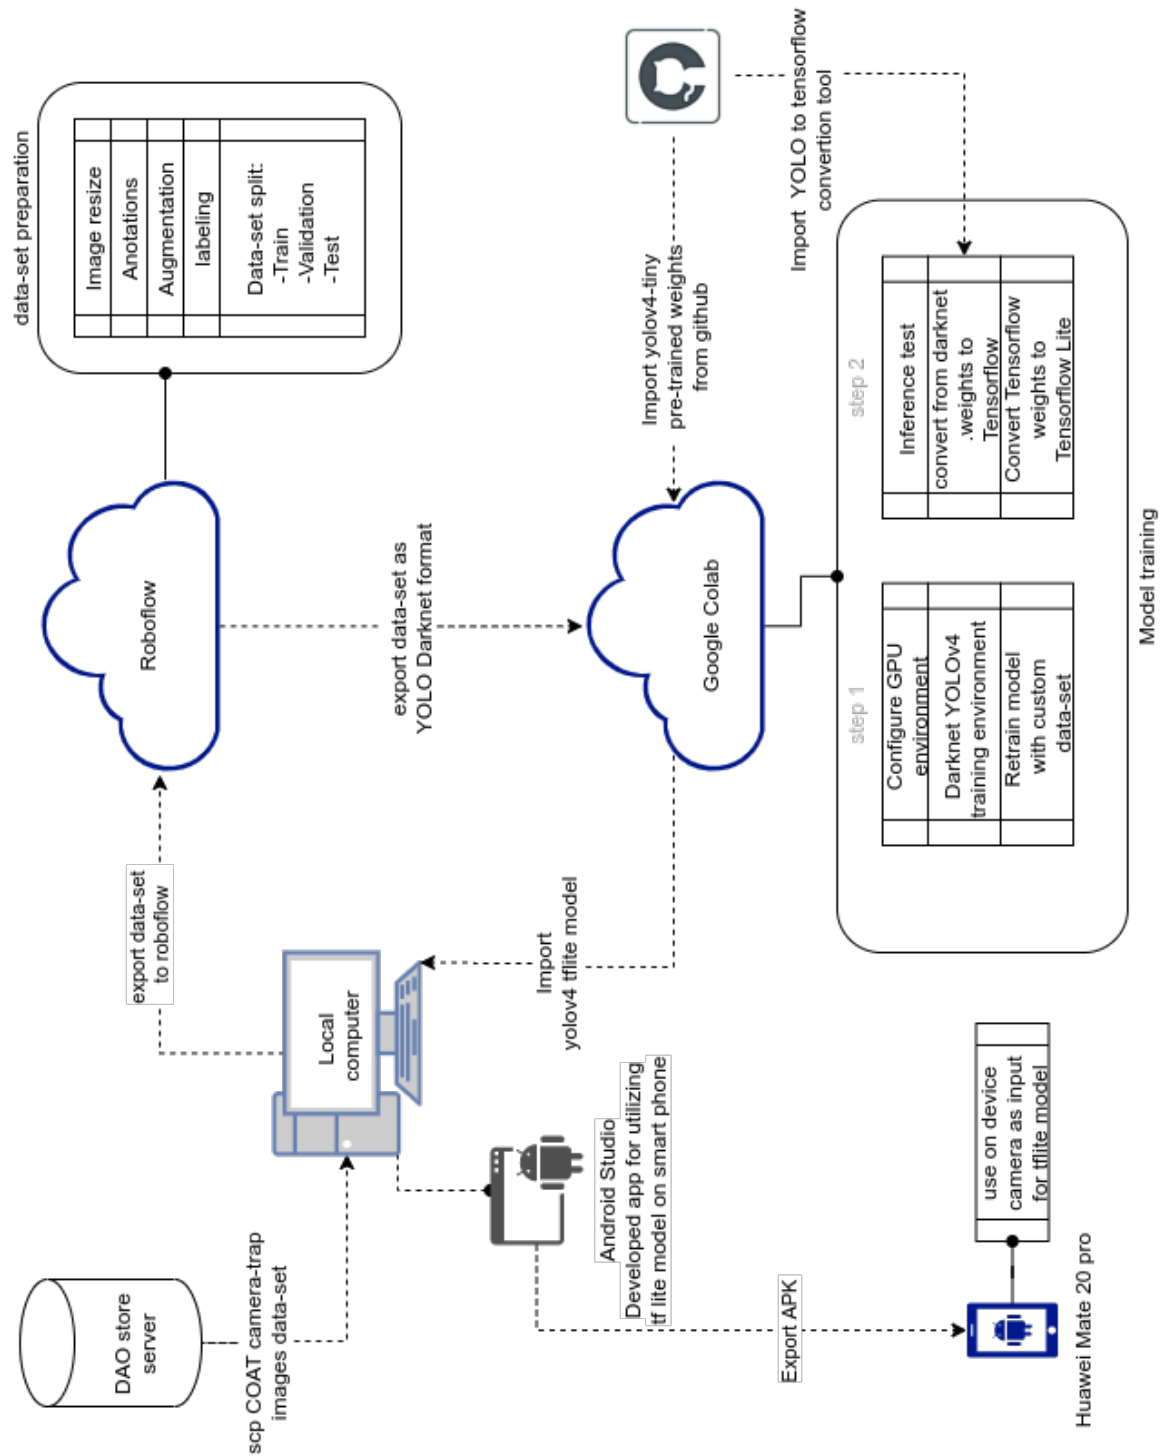 DAO store
server
scp COAT camera-trap
images data-set
Local
computer
export data-set
to roboflow
Roboflow
data-set preparation
Image resize
Anotations
Augmentation
labeling
Data-set split:
-Train
-Validation
-Test
export data-set as
YOLO Darknet format
Google Colab
Import yolov4-tiny
pre-trained weights
from github
Import YOLO to tensorflow
convertion tool
Import
yolov4 tflite model
Android Studio
Developed app for utilizing
tf lite model on smart phone
Export APK
Huawei Mate 20 pro
use on device
camera as input
for tflite model
step 1
Configure GPU
environment
Darknet YOLOv4
training environment
Retrain model
with custom
data-set
step 2
Inference test
convert from darknet
.weights to
Tensorflow
Convert Tensorflow
weights to
Tensorflow Lite
Model training